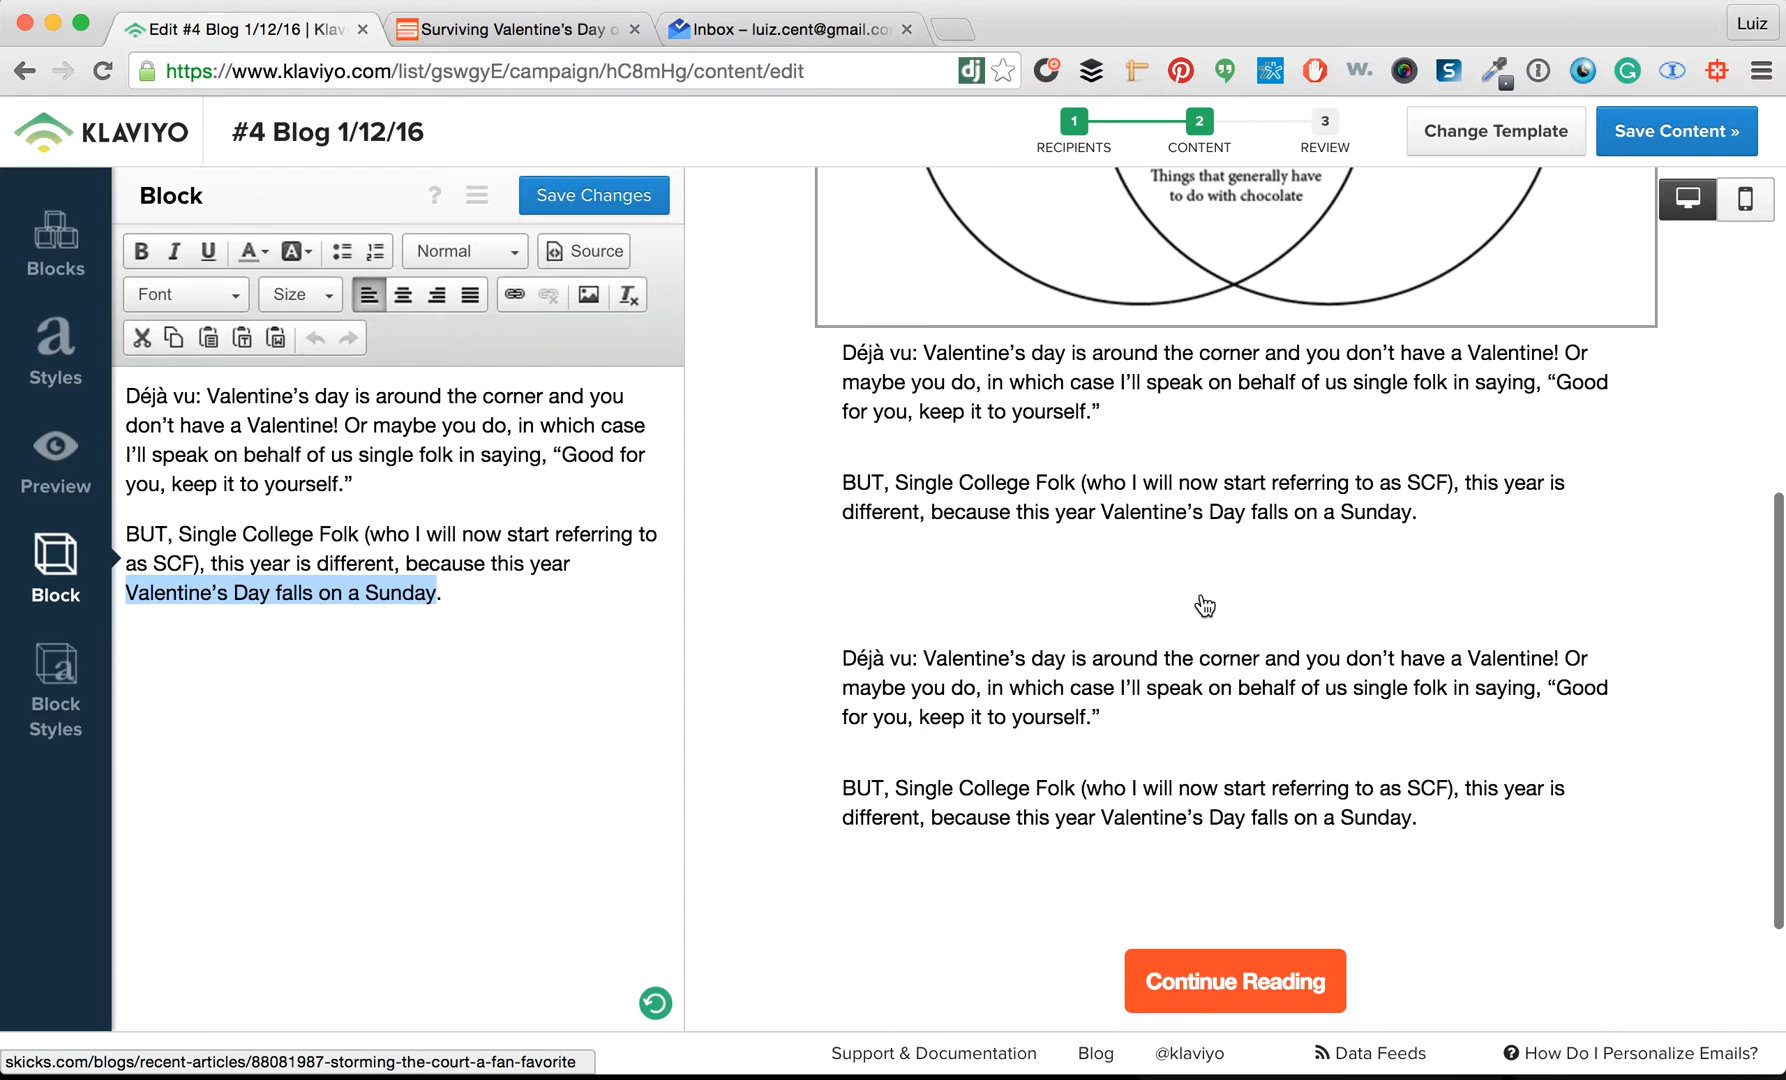 Edit #4 Blog 1/12/16 | Klav
Surviving Valentine's Day o
Inbox – luiz.cent@gmail.co
Luiz
https://www.klaviyo.com/list/gswgyE/campaign/hC8mHg/content/edit
dj
w.
S
KLAVIYO
#4 Blog 1/12/16
1
RECIPIENTS
2
CONTENT
3
REVIEW
Change Template
Save Content »
Blocks
a
Styles
Preview
Block
a
Block
Styles
Block
?
Save Changes
B I U A A Normal Source
Font Size
Déjà vu: Valentine’s day is around the corner and you
don’t have a Valentine! Or maybe you do, in which case
I’ll speak on behalf of us single folk in saying, “Good for
you, keep it to yourself.”
BUT, Single College Folk (who I will now start referring to
as SCF), this year is different, because this year
Valentine’s Day falls on a Sunday.
Things that generally have
to do with chocolate
Déjà vu: Valentine’s day is around the corner and you don’t have a Valentine! Or
maybe you do, in which case I’ll speak on behalf of us single folk in saying, “Good
for you, keep it to yourself.”
BUT, Single College Folk (who I will now start referring to as SCF), this year is
different, because this year Valentine’s Day falls on a Sunday.
Déjà vu: Valentine’s day is around the corner and you don’t have a Valentine! Or
maybe you do, in which case I’ll speak on behalf of us single folk in saying, “Good
for you, keep it to yourself.”
BUT, Single College Folk (who I will now start referring to as SCF), this year is
different, because this year Valentine’s Day falls on a Sunday.
Continue Reading
skicks.com/blogs/recent-articles/88081987-storming-the-court-a-fan-favorite
Support & Documentation
Blog
@klaviyo
Data Feeds
How Do I Personalize Emails?